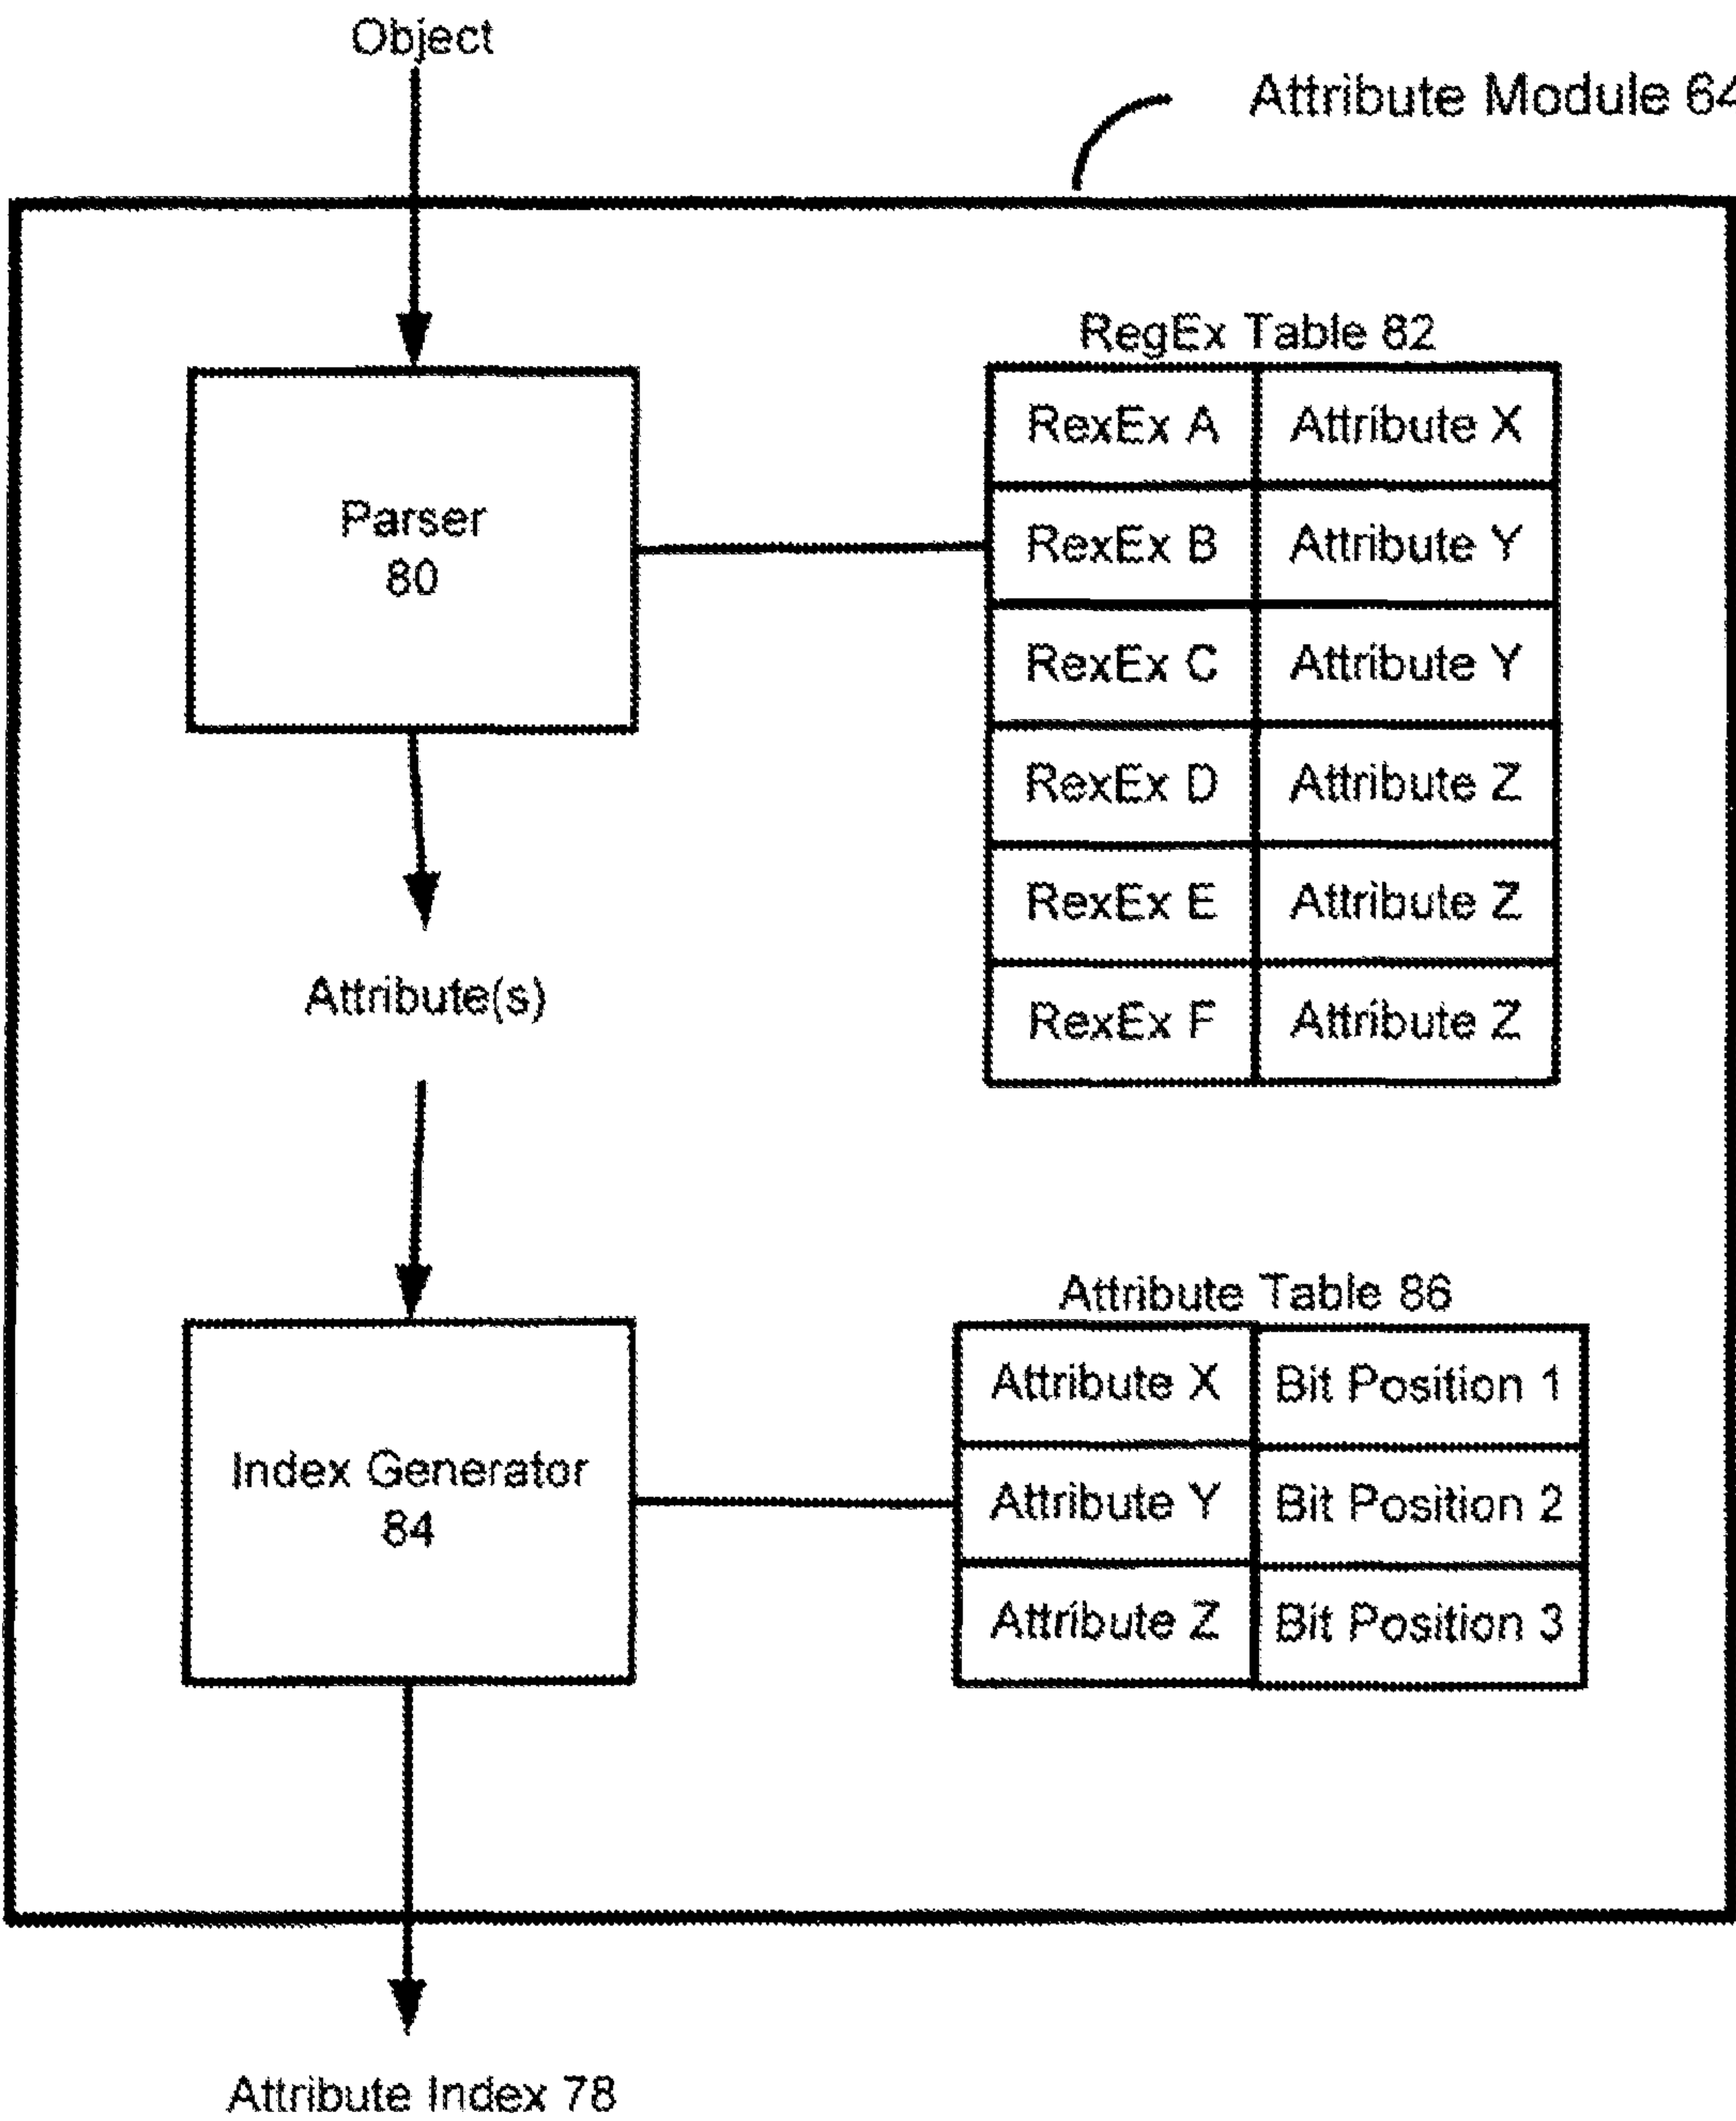 Object
Attribute Module 64
RegEx Table 82
RexEx A Attribute X
RexEx B Attribute Y
RexEx C Attribute Y
RexEx D Attribute Z
RexEx E Attribute Z
RexEx F Attribute Z
Parser
80
Attribute(s)
Attribute Table 86
Attribute X Bit Position 1
Attribute Y Bit Position 2
Attribute Z Bit Position 3
Index Generator
84
Attribute Index 78